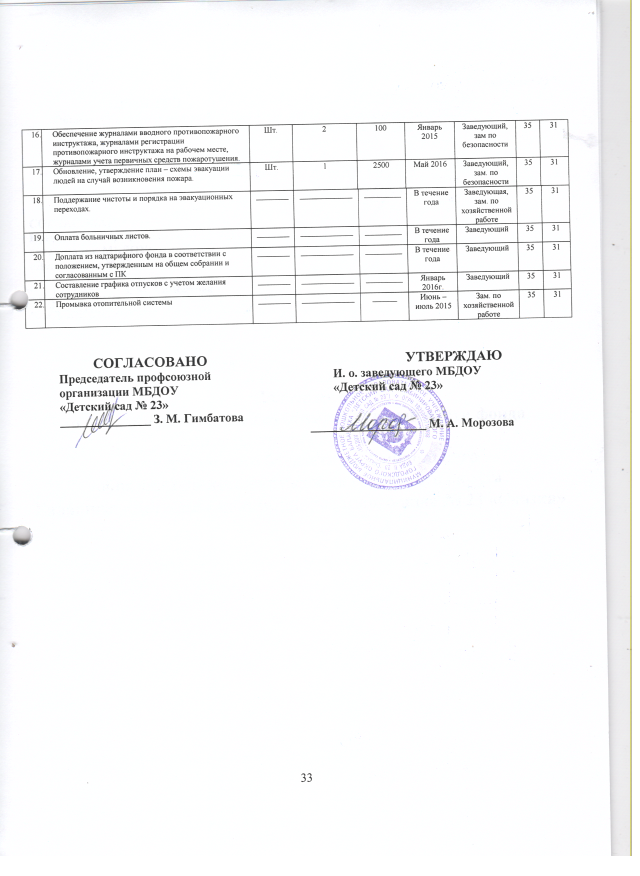 16. Обеспечение журналами вводного противопожарного инструктажа, журналами регистрации противопожарного инструктажа на рабочем месте, журналами учета первичных средств пожаротушения. Шт. 2 100 Январь 2015 Заведующий, зам по безопасности 35 31
17. Обновление, утверждение план – схемы эвакуации людей на случай возникновения пожара. Шт. 1 2500 Май 2016 Заведующий, зам. по безопасности 35 31
18. Поддержание чистоты и порядка на эвакуационных переходах. В течение года Заведующая, зам. по хозяйственной работе 35 31
19. Оплата больничных листов. В течение года Заведующий 35 31
20. Доплата из надтарифного фонда в соответствии с положением, утвержденным на общем собрании и согласованным с ПК В течение года Заведующий 35 31
21. Составление графика отпусков с учетом желания сотрудников Январь 2016г. Заведующий 35 31
22. Промывка отопительной системы Июнь – июль 2015 Зам. по хозяйственной работе 35 31
СОГЛАСОВАНО
Председатель профсоюзной
организации МБДОУ
«Детский сад № 23»
З. М. Гимбатова
УТВЕРЖДАЮ
И. о. заведующего МБДОУ
«Детский сад № 23»
М. А. Морозова
33